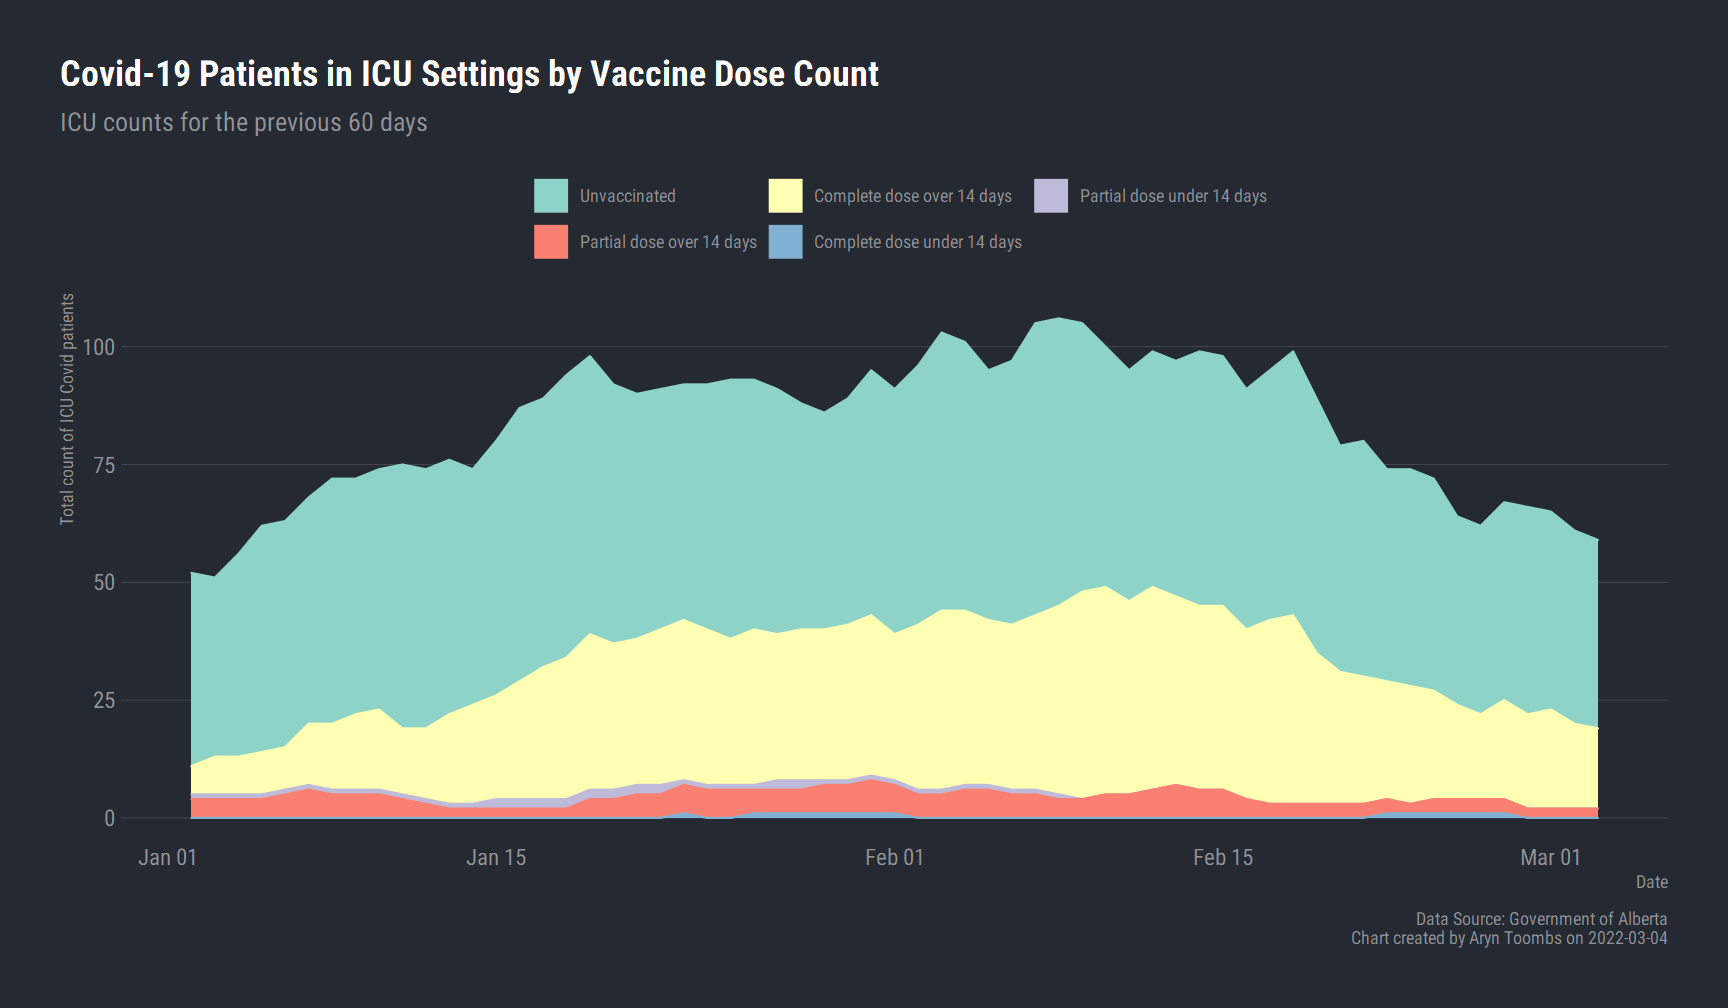 Covid-19 Patients in ICU Settings by Vaccine Dose Count
ICU counts for the previous 60 days
Unvaccinated
Complete dose over 14 days
Partial dose under 14 days
Partial dose over 14 days
Complete dose under 14 days
Total count of ICU Covid patients
100
75
50
25
0
Jan 01
Jan 15
Feb 01
Feb 15
Mar 01
Date
Data Source: Government of Alberta
Chart created by Aryn Toombs on 2022-03-04